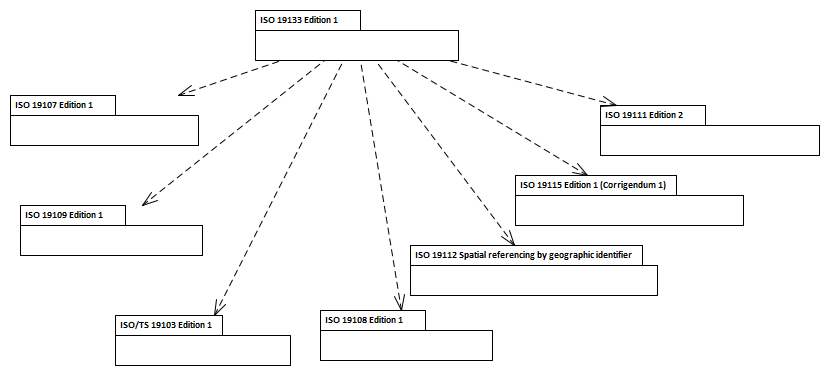 ISO 19133 Edition 1
ISO 19107 Edition 1
ISO 19111 Edition 2
ISO 19115 Edition 1 (Corrigendum 1)
ISO 19109 Edition 1
ISO 19112 Spatial referencing by geographic identifier
ISO/TS 19103 Edition 1
ISO 19108 Edition 1